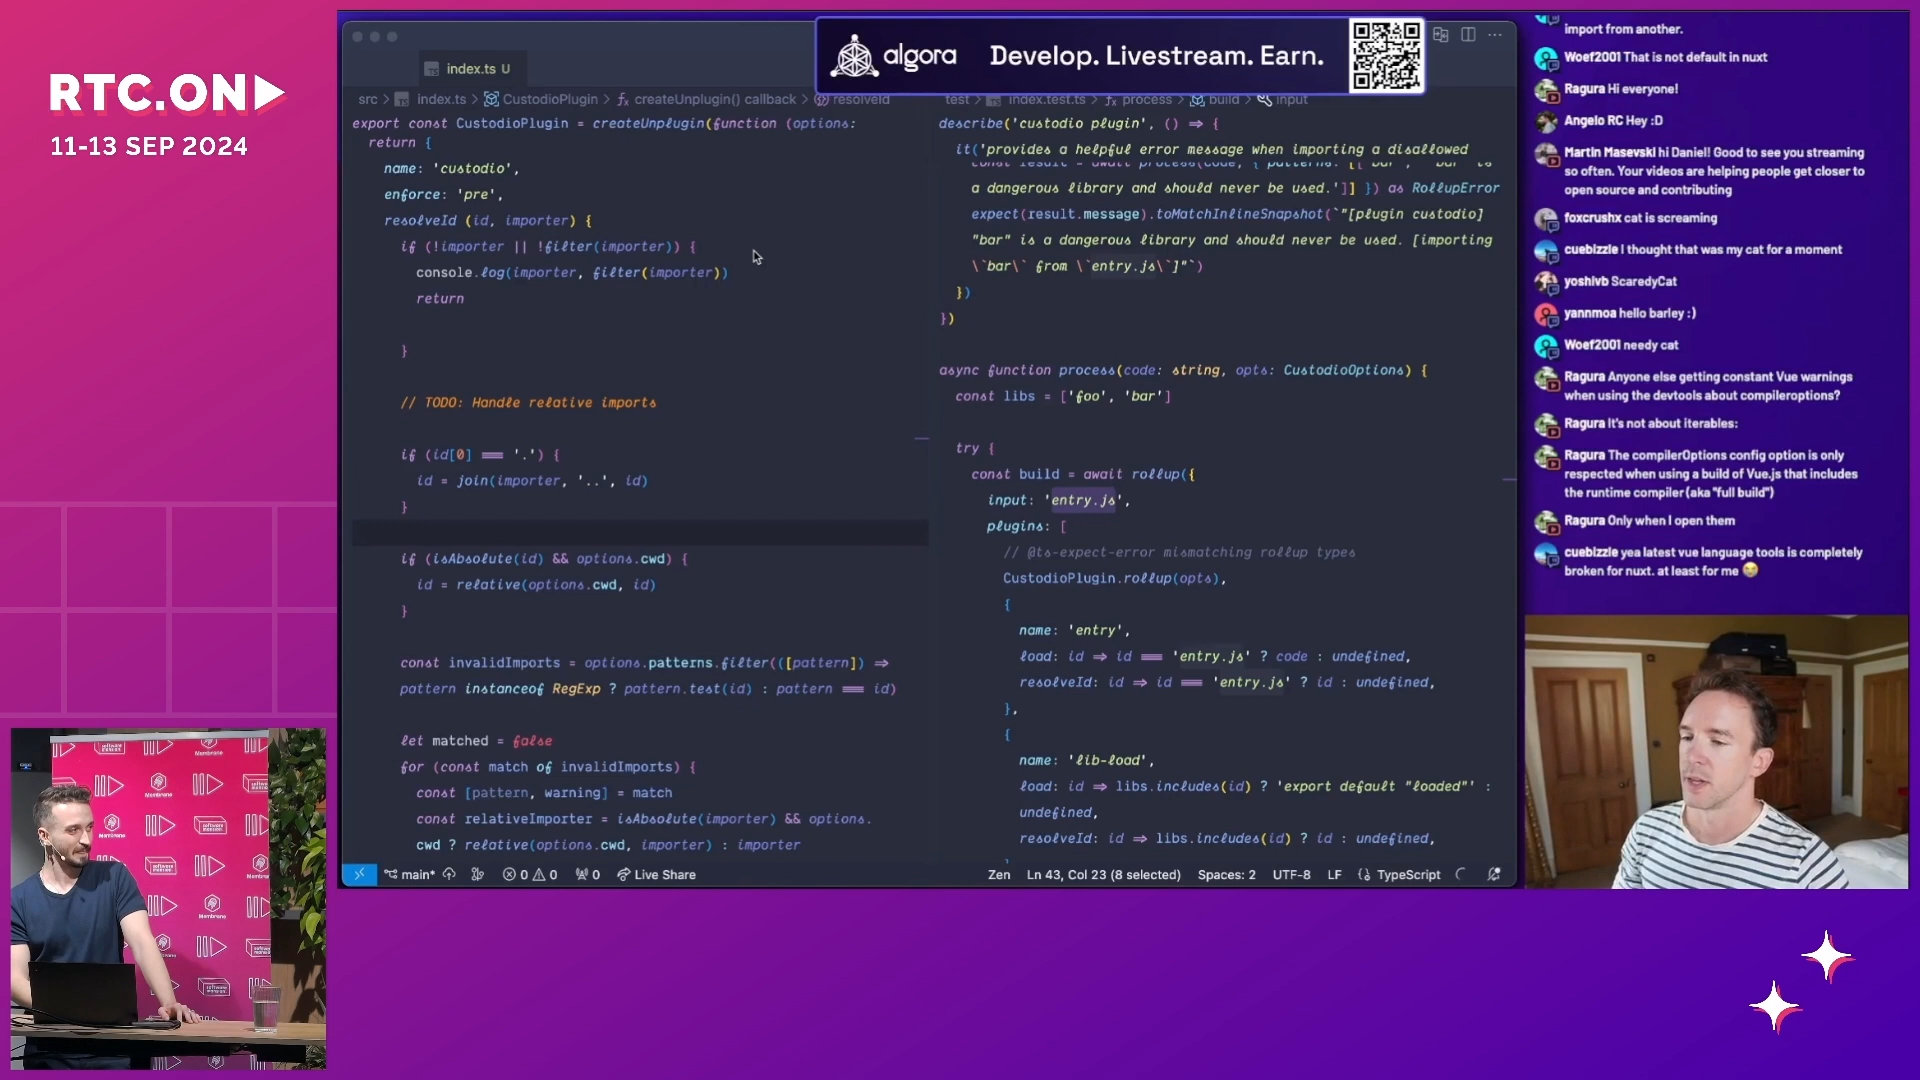 RTC.ON
11-13 SEP 2024
algora
Develop. Livestream. Earn.
index.ts U
src > index.ts > CustodioPlugin > createUnplugin() callback > resolveId
test > index.test.ts > process > build > input
export const CustodioPlugin = createUnplugin(function (options:
return {
name: 'custodio',
enforce: 'pre',
resolveId (id, importer) {
if (!importer || !filter(importer)) {
console.log(importer, filter(importer))
return
}
// TODO: Handle relative imports
if (id[0] === '.') {
id = join(importer, '..', id)
}
if (isAbsolute(id) && options.cwd) {
id = relative(options.cwd, id)
}
const invalidImports = options.patterns.filter(([pattern]) ⇒
pattern instanceof RegExp ? pattern.test(id) : pattern === id)
let matched = false
for (const match of invalidImports) {
const [pattern, warning] = match
const relativeImporter = isAbsolute(importer) && options.
cwd ? relative(options.cwd, importer) : importer
describe('custodio plugin', () ⇒ {
it('provides a helpful error message when importing a disallowed
const result = await process(code, { patterns: [['bar', '"bar" is
a dangerous library and should never be used.']] }) as RollupError
expect(result.message).toMatchInlineSnapshot(`"[plugin custodio]
"bar" is a dangerous library and should never be used. [importing
\`bar\` from \`entry.js\`]"`)
})
})
async function process(code: string, opts: CustodioOptions) {
const libs = ['foo', 'bar']
try {
const build = await rollup({
input: 'entry.js',
plugins: [
// @ts-expect-error mismatching rollup types
CustodioPlugin.rollup(opts),
{
name: 'entry',
load: id ⇒ id === 'entry.js' ? code : undefined,
resolveId: id ⇒ id === 'entry.js' ? id : undefined,
},
{
name: 'lib-load',
load: id ⇒ libs.includes(id) ? 'export default "loaded"' :
undefined,
resolveId: id ⇒ libs.includes(id) ? id : undefined,
main* 0 0 0 Live Share
Zen Ln 43, Col 23 (8 selected) Spaces: 2 UTF-8 LF TypeScript
import from another.
Woef2001 That is not default in nuxt
Ragura Hi everyone!
Angelo RC Hey :D
Martin Masevski hi Daniel! Good to see you streaming
so often. Your videos are helping people get closer to
open source and contributing
foxcrushx cat is screaming
cuebizzle I thought that was my cat for a moment
yoshivb ScaredyCat
yannmoa hello barley :)
Woef2001 needy cat
Ragura Anyone else getting constant Vue warnings
when using the devtools about compileroptions?
Ragura It's not about iterables:
Ragura The compilerOptions config option is only
respected when using a build of Vue.js that includes
the runtime compiler (aka "full build")
Ragura Only when I open them
cuebizzle yea latest vue language tools is completely
broken for nuxt. at least for me 😂
Membrane
Membrane
Membrane
software mansion
software mansion